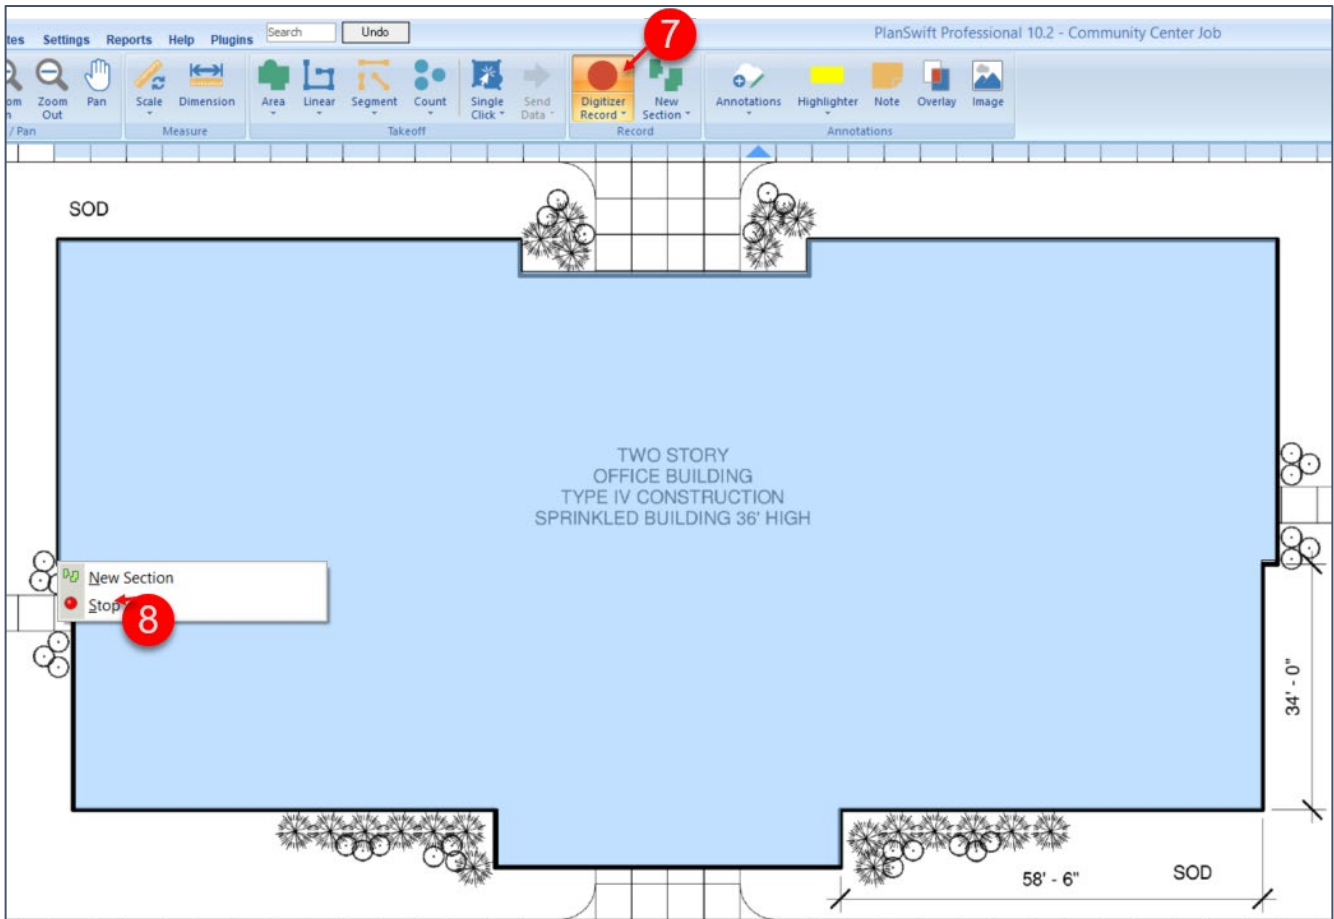 Search
Undo
PlanSwift Professional 10.2 - Community Center Job
tes Settings Reports Help Plugins
7
om Zoom Pan Scale Dimension Area Linear Segment Count Single Send Digitizer New Annotations Highlighter Note Overlay Image
n Out Click Data Record Section
/ Pan Measure Takeoff Record Annotations
SOD
TWO STORY
OFFICE BUILDING
TYPE IV CONSTRUCTION
SPRINKLED BUILDING 36' HIGH
New Section
Stop
8
34' - 0"
58' - 6"
SOD